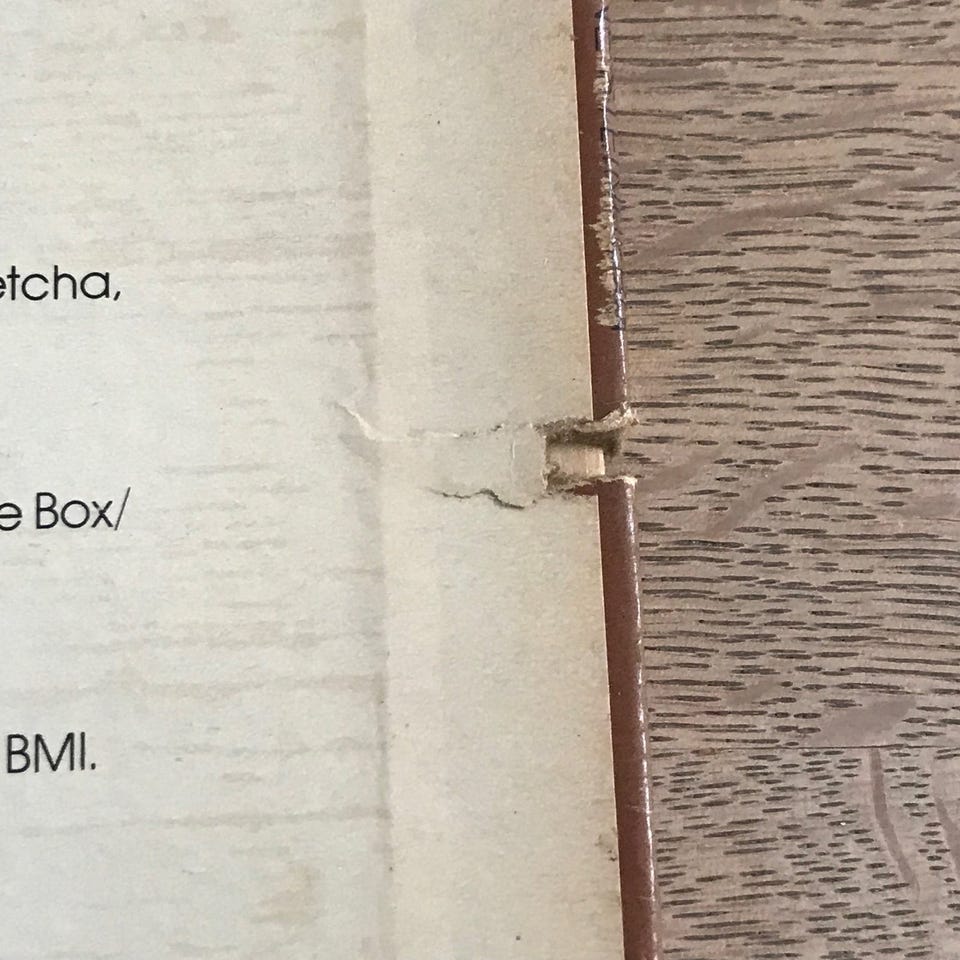 etcha,
e Box/
BMI.